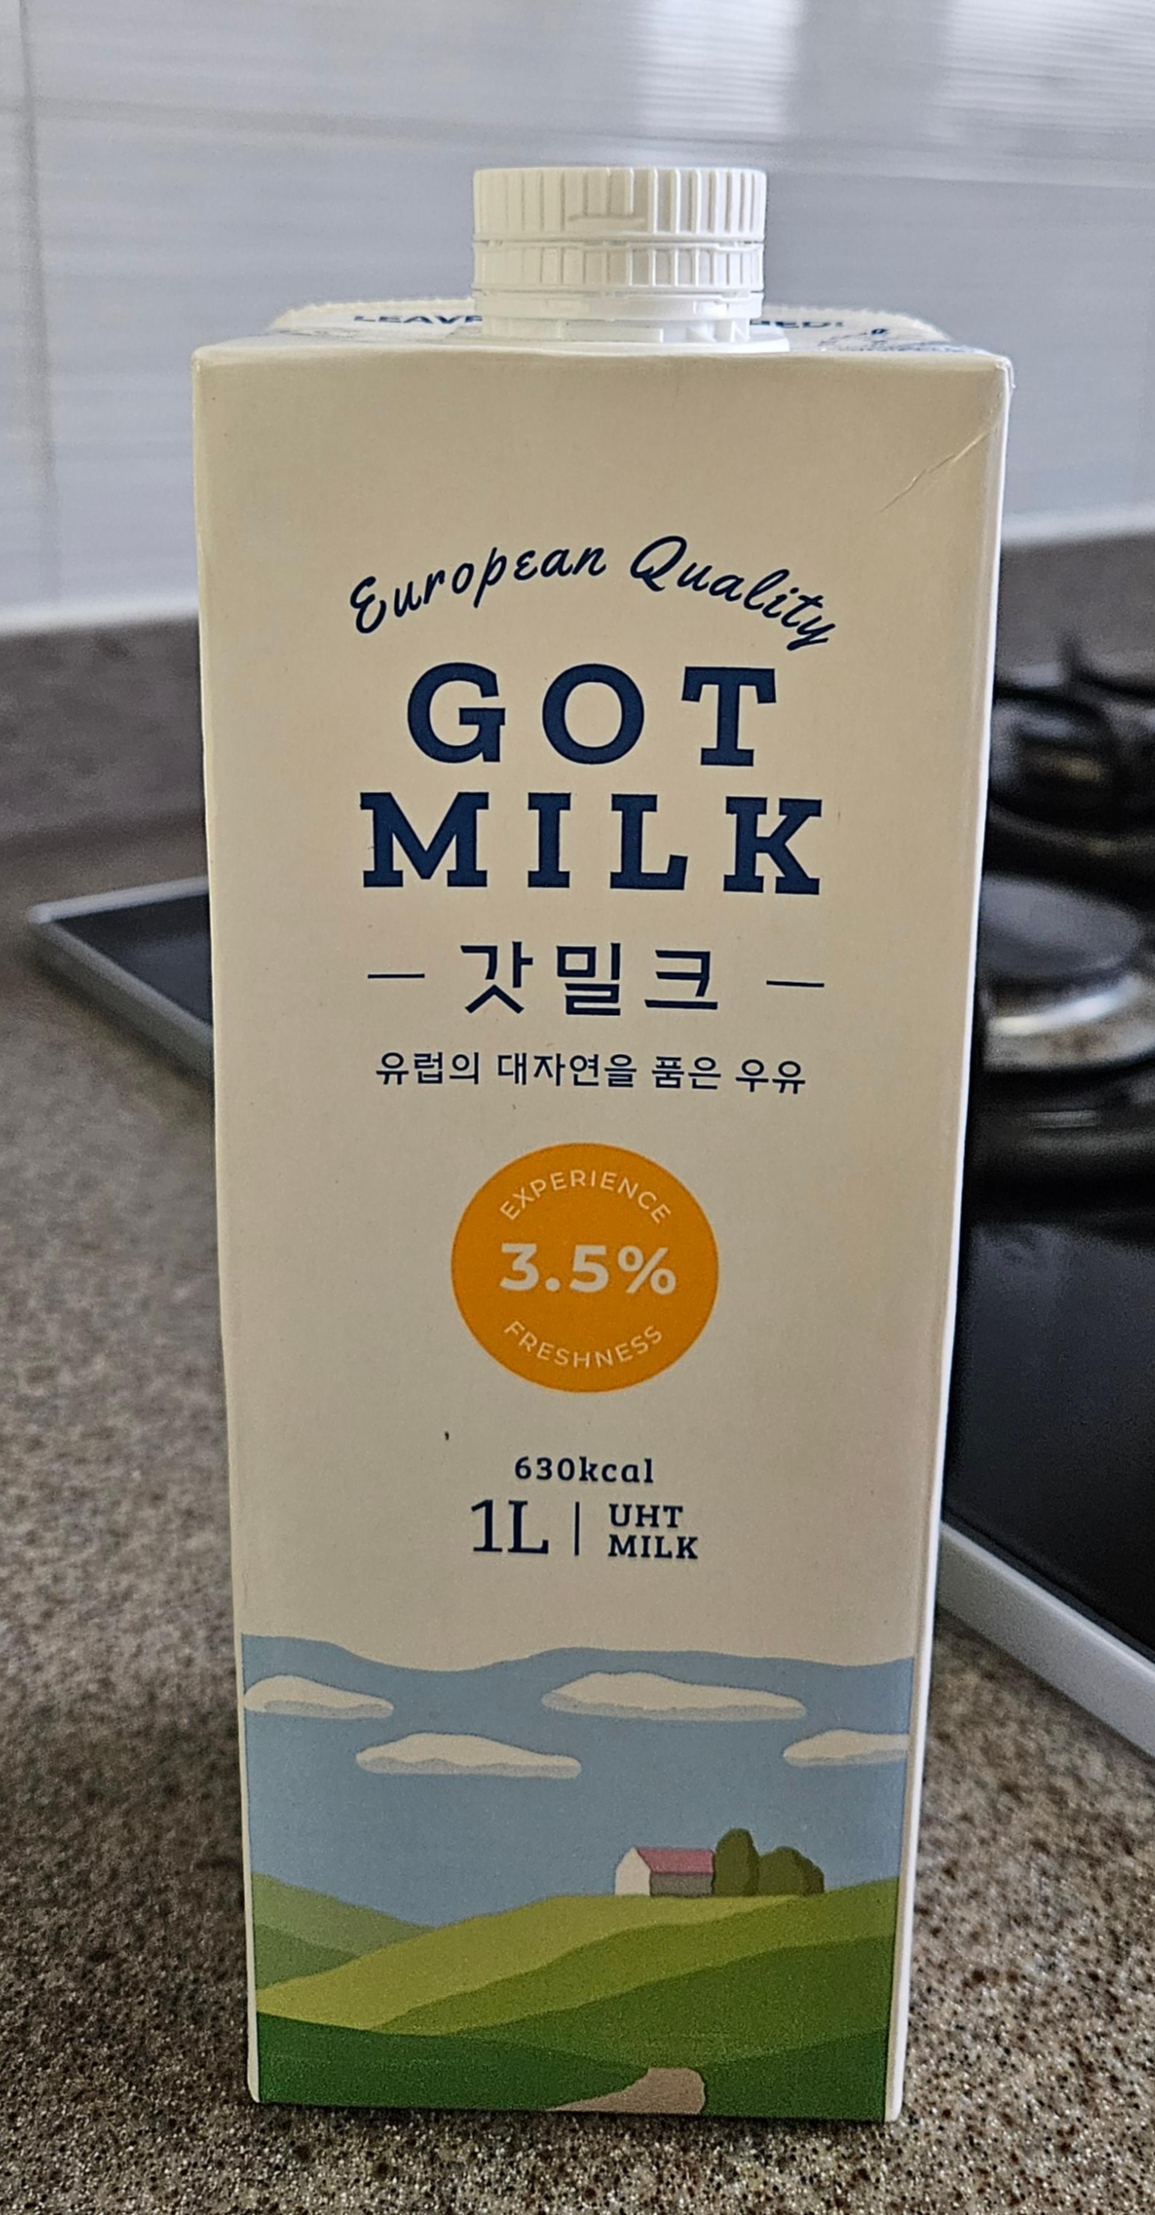 European Quality
GOT
MILK
갓밀크
유럽의 대자연을 품은 우유
EXPERIENCE
3.5%
FRESHNESS
630kcal
1L | UHT
MILK